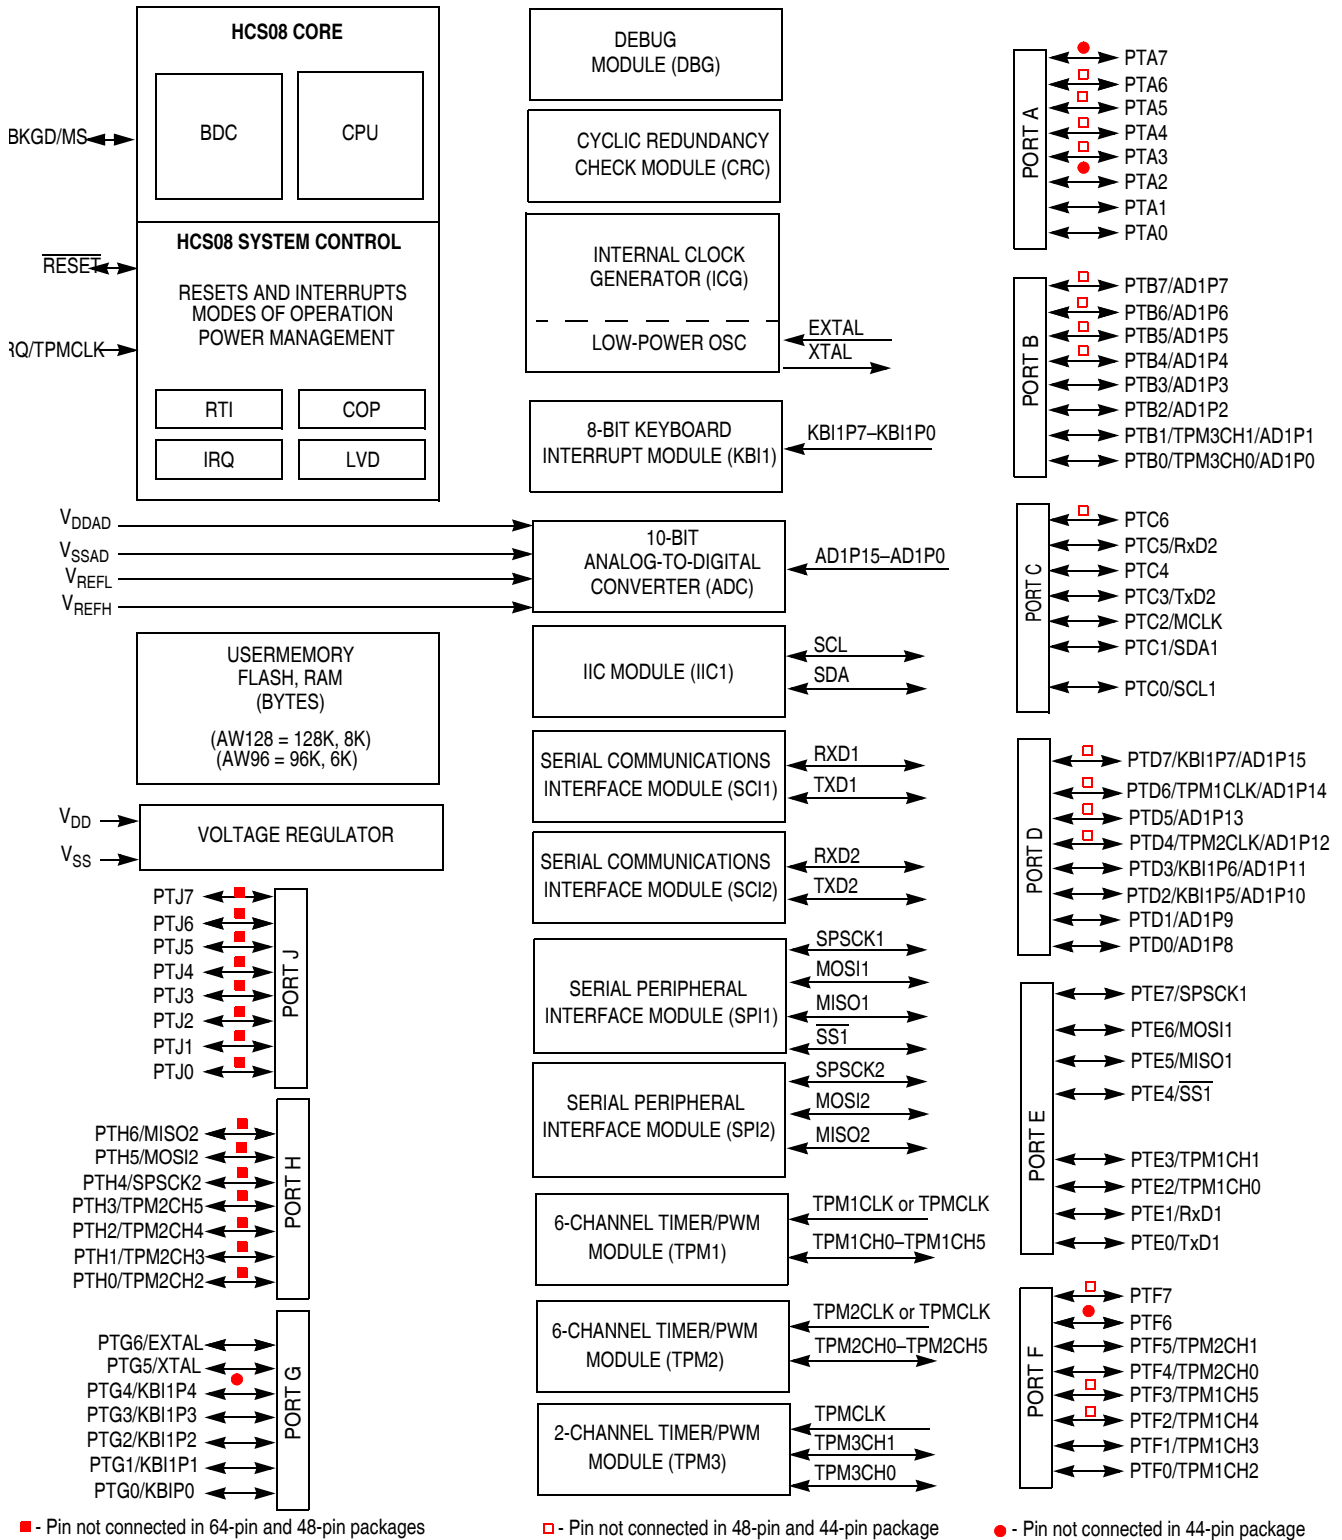 HCS08 CORE
BDC
CPU
BKGD/MS
HCS08 SYSTEM CONTROL
RESET
RESETS AND INTERRUPTS
MODES OF OPERATION
POWER MANAGEMENT
RQ/TPMCLK
RTI
COP
IRQ
LVD
VDDAD
VSSAD
VREFL
VREFH
USERMEMORY
FLASH, RAM
(BYTES)
(AW128 = 128K, 8K)
(AW96 = 96K, 6K)
VDD
VSS
VOLTAGE REGULATOR
PTJ7
PTJ6
PTJ5
PTJ4
PTJ3
PTJ2
PTJ1
PTJ0
PORT J
PTH6/MISO2
PTH5/MOSI2
PTH4/SPSCK2
PTH3/TPM2CH5
PTH2/TPM2CH4
PTH1/TPM2CH3
PTH0/TPM2CH2
PORT H
PTG6/EXTAL
PTG5/XTAL
PTG4/KBI1P4
PTG3/KBI1P3
PTG2/KBI1P2
PTG1/KBI1P1
PTG0/KBIP0
PORT G
DEBUG
MODULE (DBG)
CYCLIC REDUNDANCY
CHECK MODULE (CRC)
INTERNAL CLOCK
GENERATOR (ICG)
LOW-POWER OSC
EXTAL
XTAL
8-BIT KEYBOARD
INTERRUPT MODULE (KBI1)
KBI1P7–KBI1P0
10-BIT
ANALOG-TO-DIGITAL
CONVERTER (ADC)
AD1P15–AD1P0
IIC MODULE (IIC1)
SCL
SDA
SERIAL COMMUNICATIONS
INTERFACE MODULE (SCI1)
RXD1
TXD1
SERIAL COMMUNICATIONS
INTERFACE MODULE (SCI2)
RXD2
TXD2
SERIAL PERIPHERAL
INTERFACE MODULE (SPI1)
SPSCK1
MOSI1
MISO1
SS1
SERIAL PERIPHERAL
INTERFACE MODULE (SPI2)
SPSCK2
MOSI2
MISO2
6-CHANNEL TIMER/PWM
MODULE (TPM1)
TPM1CLK or TPMCLK
TPM1CH0–TPM1CH5
6-CHANNEL TIMER/PWM
MODULE (TPM2)
TPM2CLK or TPMCLK
TPM2CH0–TPM2CH5
2-CHANNEL TIMER/PWM
MODULE (TPM3)
TPMCLK
TPM3CH1
TPM3CH0
PORT A
PTA7
PTA6
PTA5
PTA4
PTA3
PTA2
PTA1
PTA0
PORT B
PTB7/AD1P7
PTB6/AD1P6
PTB5/AD1P5
PTB4/AD1P4
PTB3/AD1P3
PTB2/AD1P2
PTB1/TPM3CH1/AD1P1
PTB0/TPM3CH0/AD1P0
PORT C
PTC6
PTC5/RxD2
PTC4
PTC3/TxD2
PTC2/MCLK
PTC1/SDA1
PTC0/SCL1
PORT D
PTD7/KBI1P7/AD1P15
PTD6/TPM1CLK/AD1P14
PTD5/AD1P13
PTD4/TPM2CLK/AD1P12
PTD3/KBI1P6/AD1P11
PTD2/KBI1P5/AD1P10
PTD1/AD1P9
PTD0/AD1P8
PORT E
PTE7/SPSCK1
PTE6/MOSI1
PTE5/MISO1
PTE4/SS1
PTE3/TPM1CH1
PTE2/TPM1CH0
PTE1/RxD1
PTE0/TxD1
PORT F
PTF7
PTF6
PTF5/TPM2CH1
PTF4/TPM2CH0
PTF3/TPM1CH5
PTF2/TPM1CH4
PTF1/TPM1CH3
PTF0/TPM1CH2
- Pin not connected in 64-pin and 48-pin packages
- Pin not connected in 48-pin and 44-pin package
- Pin not connected in 44-pin package